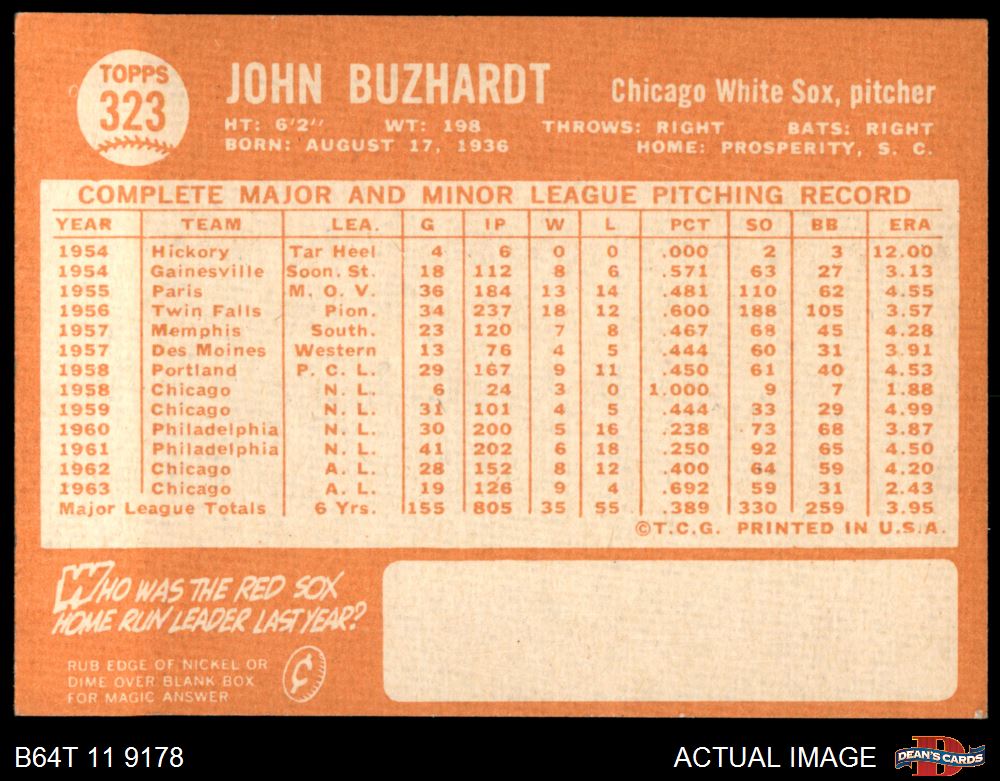 TOPPS
323
JOHN BUZHARDT
Chicago White Sox, pitcher
HT: 6'2" WT: 198 THROWS: RIGHT BATS: RIGHT
BORN: AUGUST 17, 1936 HOME: PROSPERITY, S. C.
COMPLETE MAJOR AND MINOR LEAGUE PITCHING RECORD
YEAR TEAM LEA. G IP W L PCT SO BB ERA
1954 Hickory Tar Heel 4 6 0 0 .000 2 3 12.00
1954 Gainesville Soon. St. 18 112 8 6 .571 63 27 3.13
1955 Paris M. O. V. 36 184 13 14 .481 110 62 4.55
1956 Twin Falls Pion. 34 237 18 12 .600 188 105 3.57
1957 Memphis South. 23 120 7 8 .467 68 45 4.28
1957 Des Moines Western 13 76 4 5 .444 60 31 3.91
1958 Portland P. C. L. 29 167 9 11 .450 61 40 4.53
1958 Chicago N. L. 6 24 3 0 1.000 9 7 1.88
1959 Chicago N. L. 31 101 4 5 .444 33 29 4.99
1960 Philadelphia N. L. 30 200 5 16 .238 73 68 3.87
1961 Philadelphia N. L. 41 202 6 18 .250 92 65 4.50
1962 Chicago A. L. 28 152 8 12 .400 64 59 4.20
1963 Chicago A. L. 19 126 9 4 .692 59 31 2.43
Major League Totals 6 Yrs. 155 805 35 55 .389 330 259 3.95
©T.C.G. PRINTED IN U.S.A.
WHO WAS THE RED SOX
HOME RUN LEADER LAST YEAR?
RUB EDGE OF NICKEL OR
DIME OVER BLANK BOX
FOR MAGIC ANSWER
¢
B64T 11 9178
ACTUAL IMAGE
D
DEAN'S CARDS